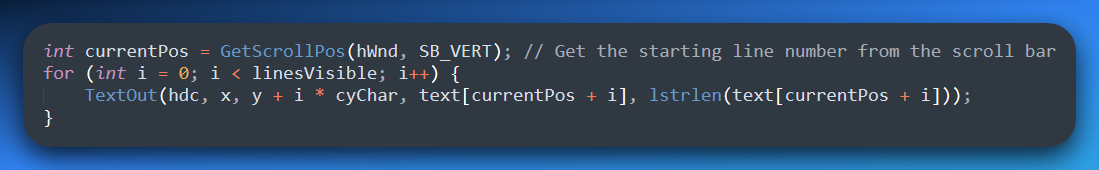 int currentPos = GetScrollPos(hWnd, SB_VERT); // Get the starting line number from the scroll bar
for (int i = 0; i < linesVisible; i++) {
    TextOut(hdc, x, y + i * cyChar, text[currentPos + i], lstrlen(text[currentPos + i]));
}